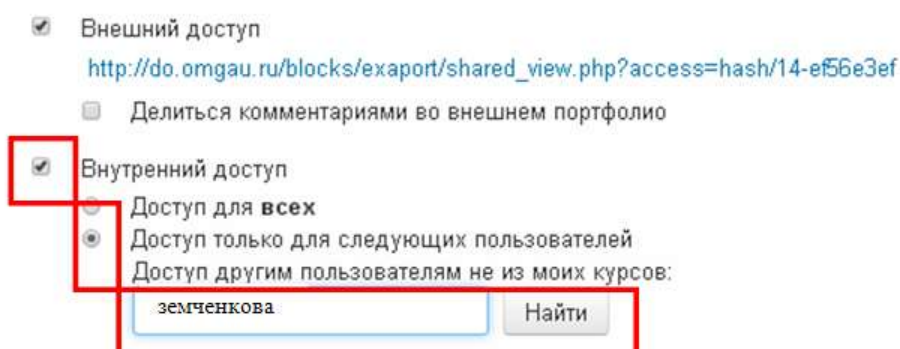 Внешний доступ
http://do.omgau.ru/blocks/exaport/shared_view.php?access=hash/14-ef56e3ef
Делиться комментариями во внешнем портфолио
Внутренний доступ
Доступ для всех
Доступ только для следующих пользователей
Доступ другим пользователям не из моих курсов:
земченкова Найти